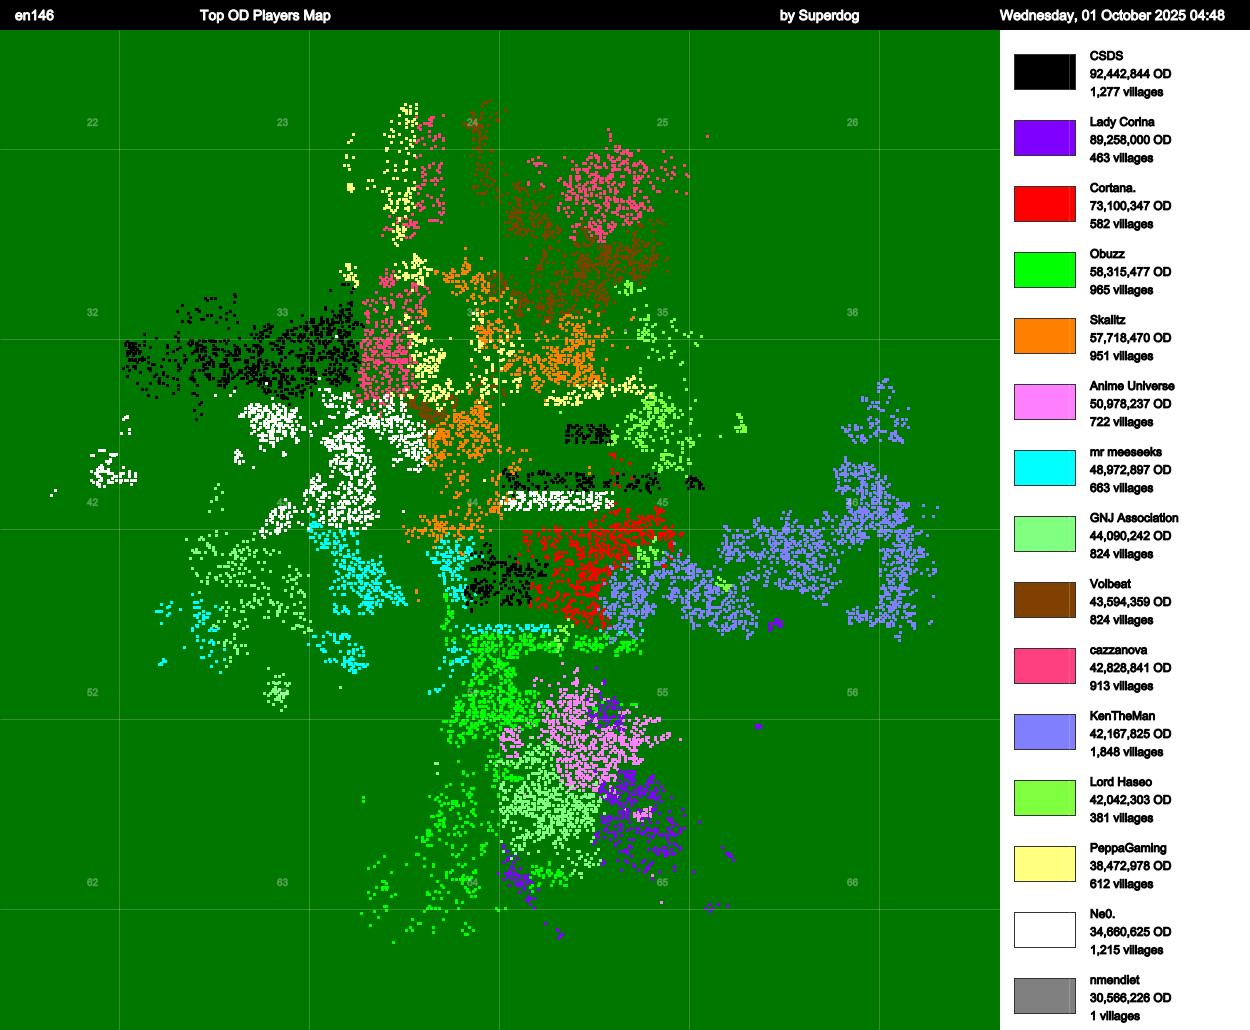 en146 Top OD Players Map by Superdog Wednesday, 01 October 2025 04:48
CSDS
92,442,844 OD
1,277 villages
Lady Corina
89,258,000 OD
463 villages
Cortana.
73,100,347 OD
582 villages
Obuzz
58,315,477 OD
965 villages
Skalitz
57,718,470 OD
951 villages
Anime Universe
50,978,237 OD
722 villages
mr meeseeks
48,972,897 OD
663 villages
GNJ Association
44,090,242 OD
824 villages
Volbeat
43,594,359 OD
824 villages
cazzanova
42,828,841 OD
913 villages
KenTheMan
42,167,825 OD
1,848 villages
Lord Haseo
42,042,303 OD
381 villages
PeppaGaming
38,472,978 OD
612 villages
Ne0.
34,660,625 OD
1,215 villages
nmendiet
30,566,226 OD
1 villages
22 23 24 25 26
32 33 35 36
42 44 45
52 55 56
62 63 64 65 66